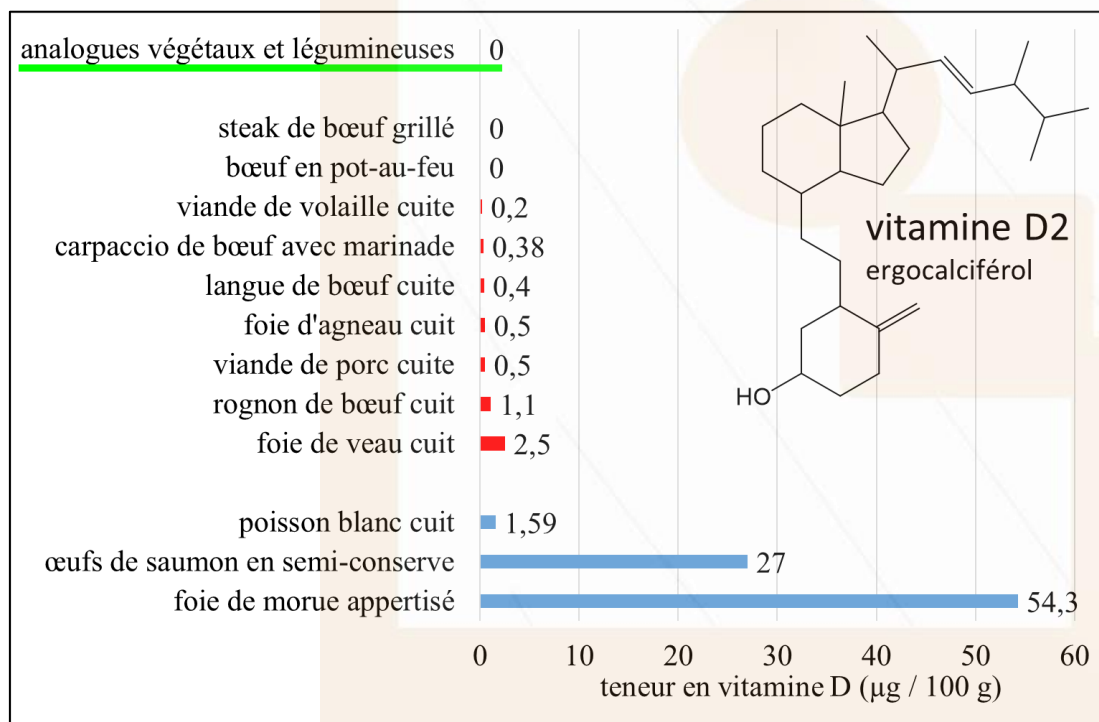 analogues végétaux et légumineuses 0
steak de bœuf grillé 0
bœuf en pot-au-feu 0
viande de volaille cuite 0,2
carpaccio de bœuf avec marinade 0,38
langue de bœuf cuite 0,4
foie d'agneau cuit 0,5
viande de porc cuite 0,5
rognon de bœuf cuit 1,1
foie de veau cuit 2,5
poisson blanc cuit 1,59
œufs de saumon en semi-conserve 27
foie de morue appertisé 54,3
0 10 20 30 40 50 60
teneur en vitamine D (µg / 100 g)
vitamine D2
ergocalciférol
HO